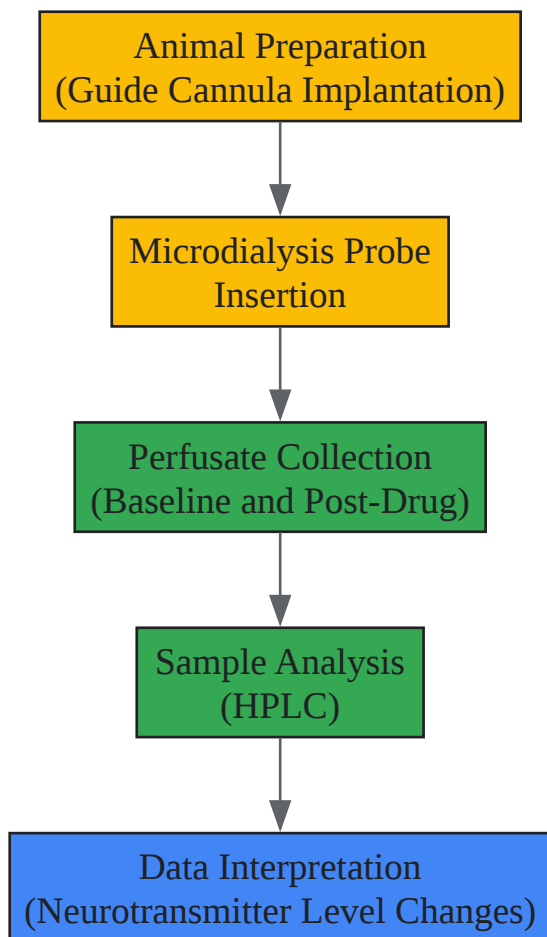 Animal Preparation
(Guide Cannula Implantation)
Microdialysis Probe
Insertion
Perfusate Collection
(Baseline and Post-Drug)
Sample Analysis
(HPLC)
Data Interpretation
(Neurotransmitter Level Changes)